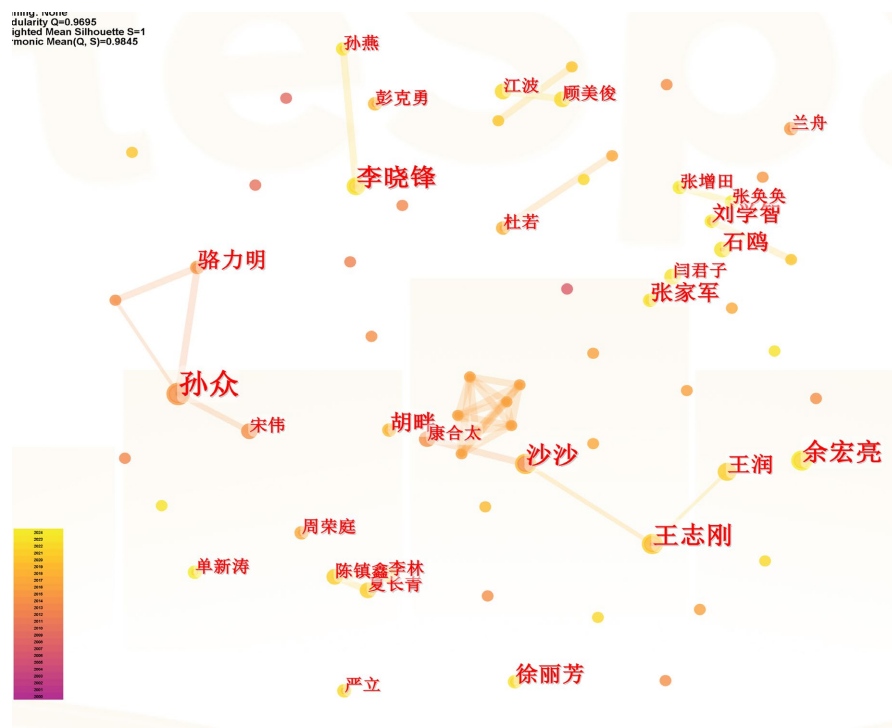 dularity Q=0.9695
ighted Mean Silhouette S=1
rmonic Mean(Q, S)=0.9845
孙燕
彭克勇
江波
顾美俊
兰舟
李晓锋
张增田
张奂奂
刘学智
杜若
石鸥
骆力明
闫君子
张家军
孙众
宋伟
胡畔
康合太
沙沙
王润
余宏亮
周荣庭
王志刚
单新涛
陈镇鑫
李林
夏长青
徐丽芳
严立